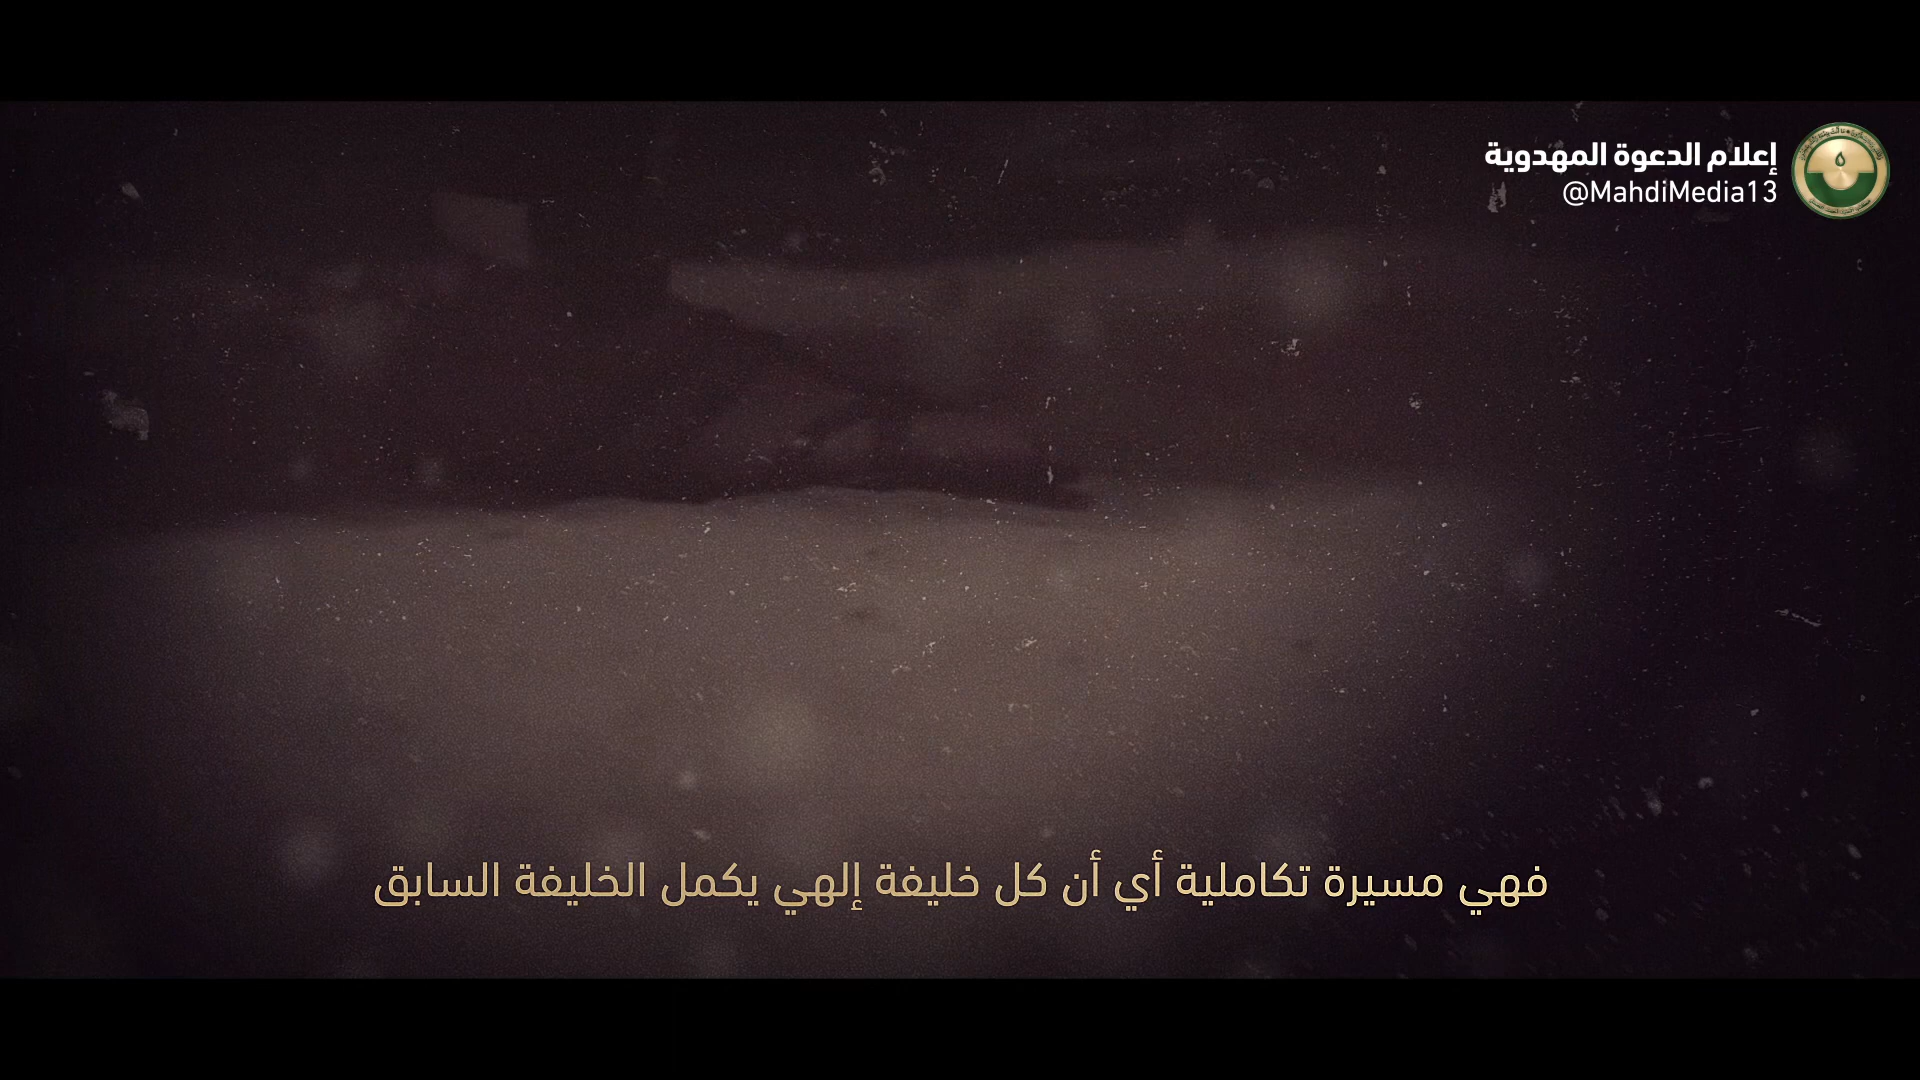 إعلام الدعوة المهدوية
@MahdiMedia13
فهي مسيرة تكاملية أي أن كل خليفة إلهي يكمل الخليفة السابق